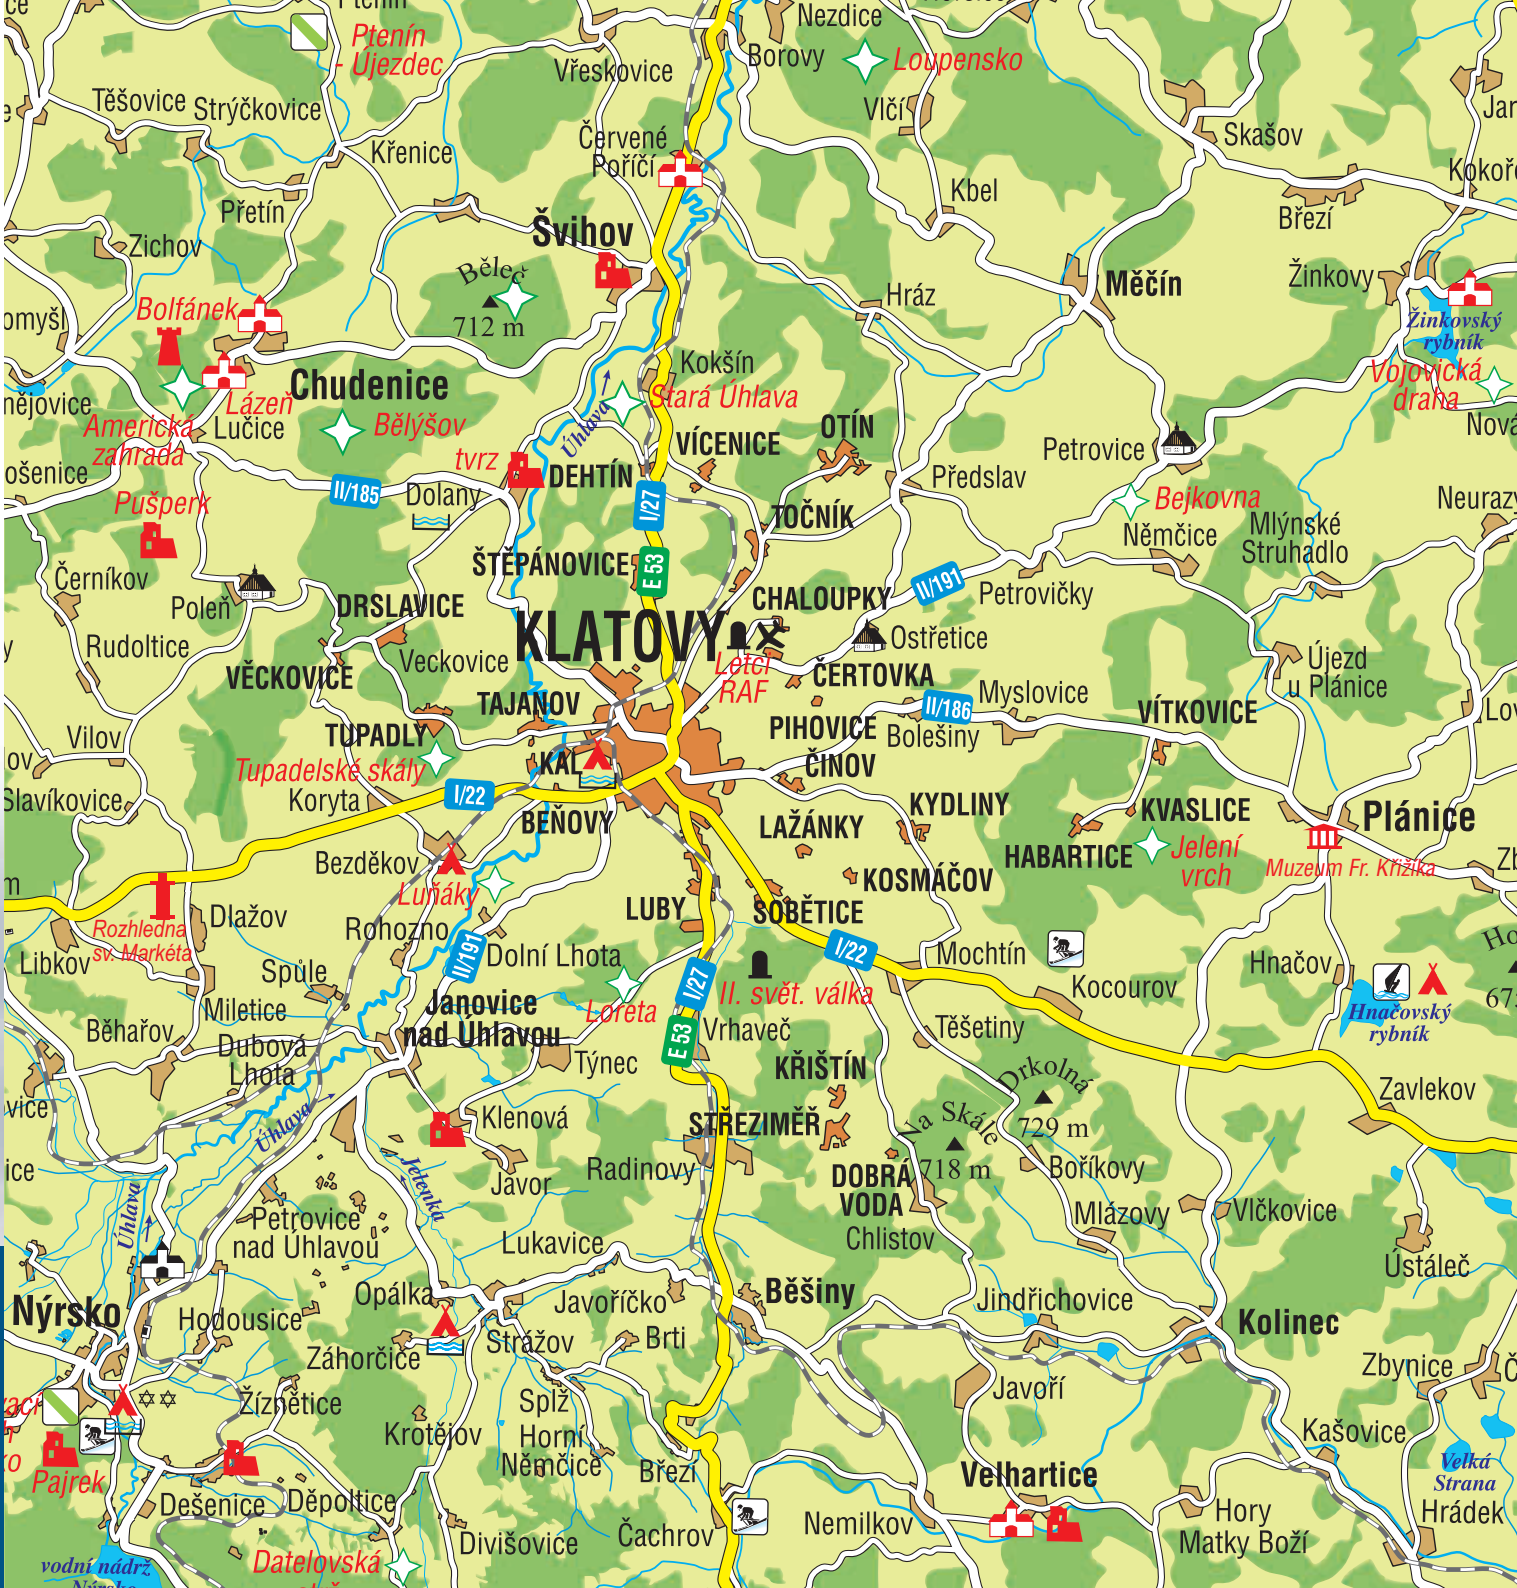 Nezdice
Ptenín
- Újezdec
Borovy
Loupensko
Vřeskovice
Těšovice
Strýčkovice
Vlčí
Skašov
Červené
Poříčí
Křenice
Kbel
Přetín
Březí
Švihov
Zichov
Běleč
712 m
Měčín
Žinkovy
Hráz
Bolfánek
Žinkovský
rybník
Kokšín
Chudenice
Vojovická
draha
Lázeň
Stará Úhlava
Americká
zahrada
Lučice
Bělýšov
Úhlava
OTÍN
VÍCENICE
Petrovice
tvrz
DEHTÍN
Předslav
II/185
Dolany
I/27
Pušperk
Bejkovna
TOČNÍK
Mlýnské
Struhadlo
Němčice
ŠTĚPÁNOVICE
E 53
Černíkov
II/191
Petrovičky
Poleň
DRSLAVICE
CHALOUPKY
KLATOVY
Ostřetice
Rudoltice
Letci
RAF
Veckovice
VĚCKOVICE
ČERTOVKA
Újezd
u Plánice
TAJANOV
II/186
Myslovice
VÍTKOVICE
Vilov
TUPADLY
PIHOVICE
Bolešiny
Tupadelské skály
KAL
ČÍNOV
Slavíkovice
Koryta
I/22
KYDLINY
KVASLICE
Plánice
BEŇOVY
LAŽÁNKY
HABARTICE
Jelení
vrch
Bezděkov
Muzeum Fr. Křižíka
KOSMÁČOV
Luňáky
LUBY
SOBĚTICE
Dlažov
Rozhledna
sv. Markéta
Rohozno
Libkov
II/191
Dolní Lhota
I/22
Mochtín
Spůle
Hnačov
I/27
II. svět. válka
Kocourov
Miletice
Janovice
nad Úhlavou
Loreta
Hnačovský
rybník
Běhařov
Vrhaveč
Těšetiny
E 53
Dubová
Lhota
Týnec
KŘIŠTÍN
Drkolná
729 m
Zavlekov
Úhlava
Klenová
STŘEZIMĚŘ
Na Skále
718 m
Radinovy
Bořikovy
Javor
Jelenka
DOBRÁ
VODA
Úhlava
Petrovice
nad Úhlavou
Mlázovy
Vlčkovice
Lukavice
Chlistov
Ústáleč
Opálka
Javoříčko
Běšiny
Jindřichovice
Nýrsko
Hodousice
Kolinec
Strážov
Brti
Záhorčice
Zbynice
Javoří
Žíznětice
Splž
Krotějov
Horní
Němčice
Kašovice
Pajrek
Březí
Velhartice
Velká
Strana
Dešenice
Děpoltice
Hory
Matky Boží
Hrádek
Divišovice
Čachrov
Nemilkov
Datelovská
vodní nádrž